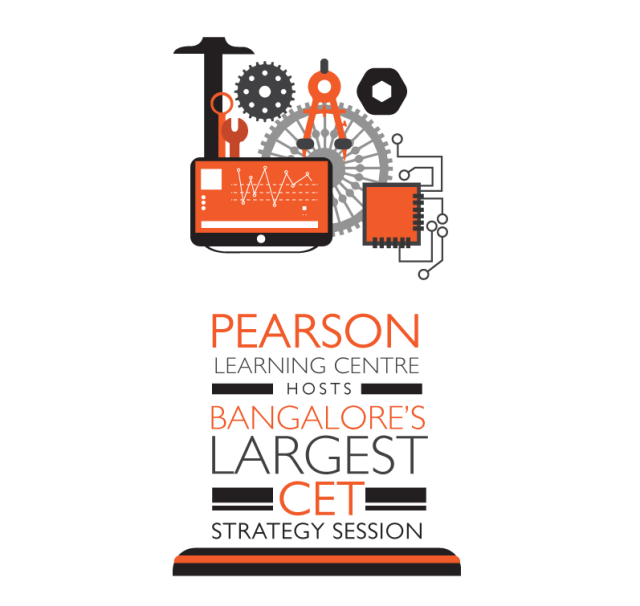 PEARSON
LEARNING CENTRE
HOSTS
BANGALORE'S
LARGEST
CET
STRATEGY SESSION